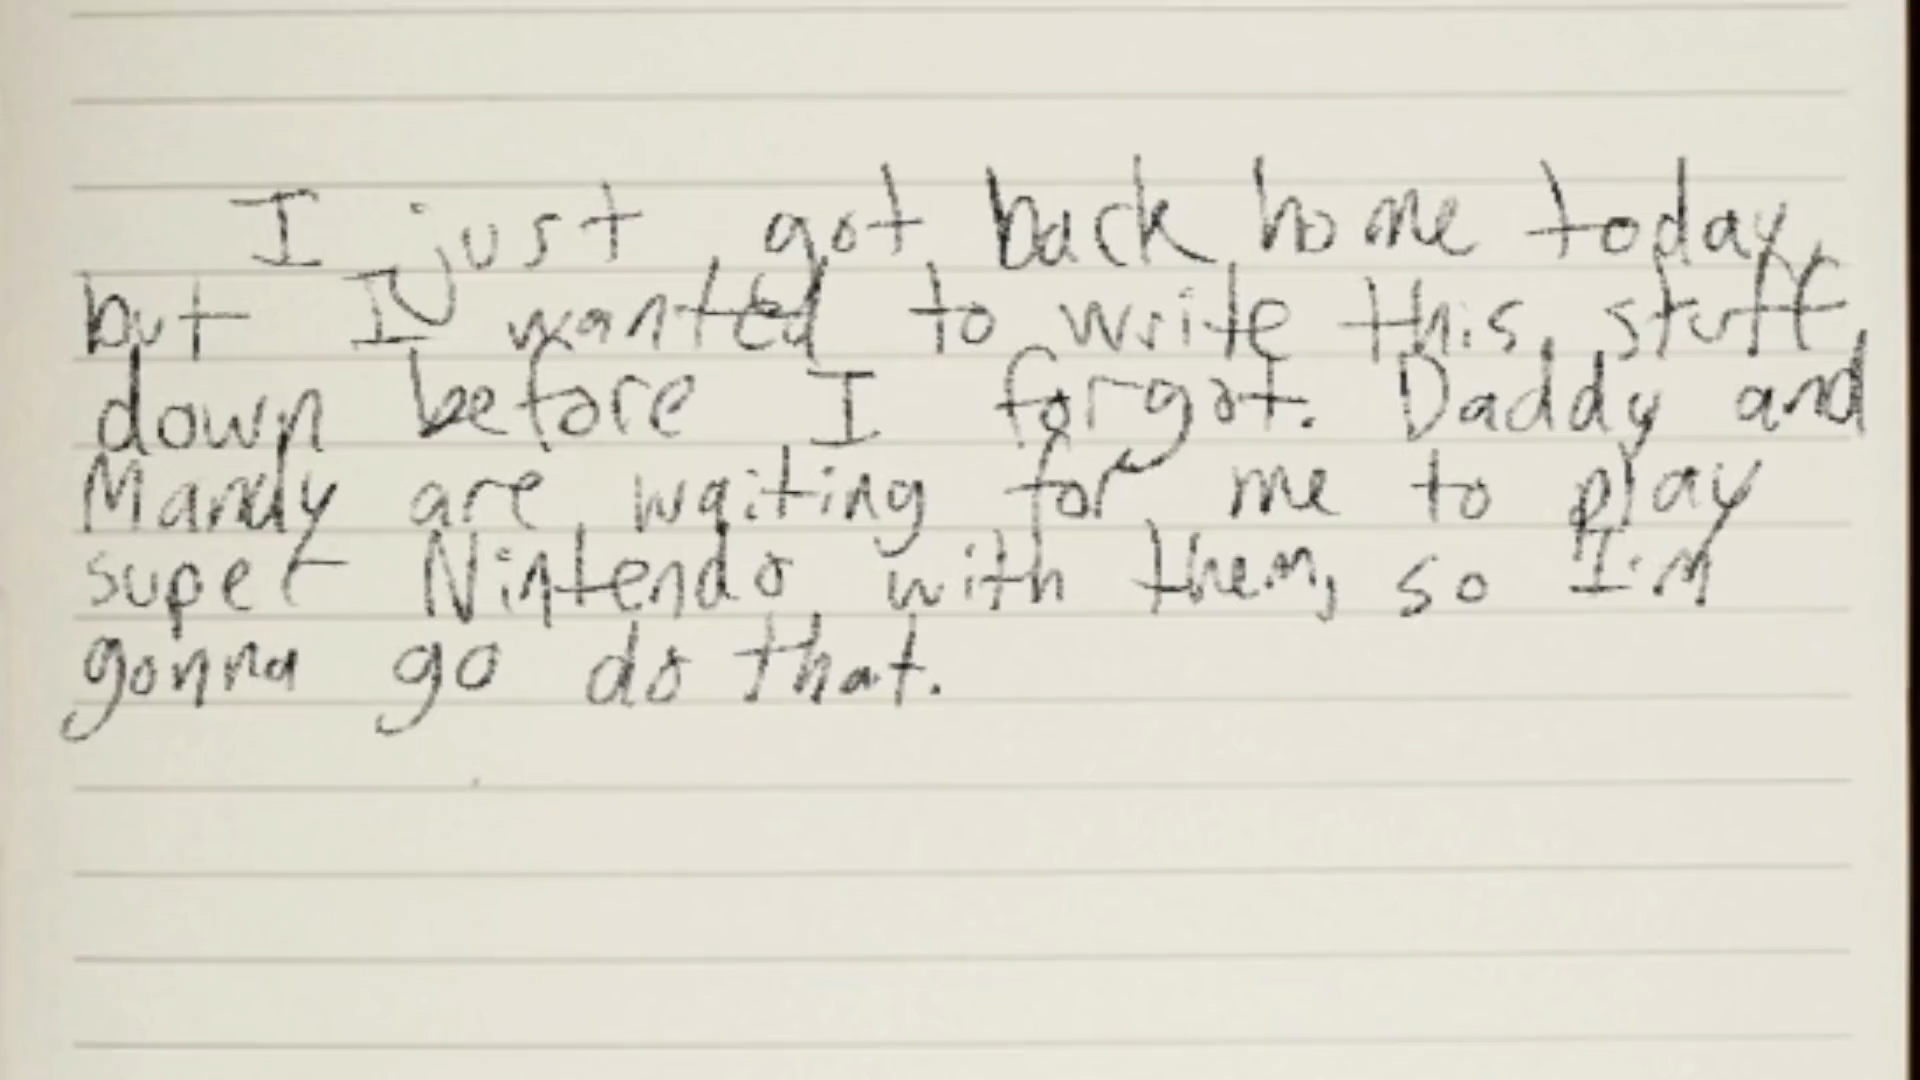 I just got back home today,
but I wanted to write this stuff
down before I forgot. Daddy and
Mandy are waiting for me to play
super Nintendo with them, so I'm
gonna go do that.